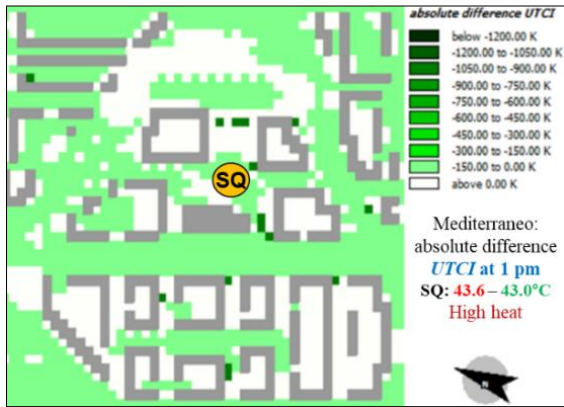 absolute difference UTCI
below -1200.00 K
-1200.00 to -1050.00 K
-1050.00 to -900.00 K
-900.00 to -750.00 K
-750.00 to -600.00 K
-600.00 to -450.00 K
-450.00 to -300.00 K
-300.00 to -150.00 K
-150.00 to 0.00 K
above 0.00 K
SQ
Mediterraneo:
absolute difference
UTCI at 1 pm
SQ: 43.6 – 43.0°C
High heat
N